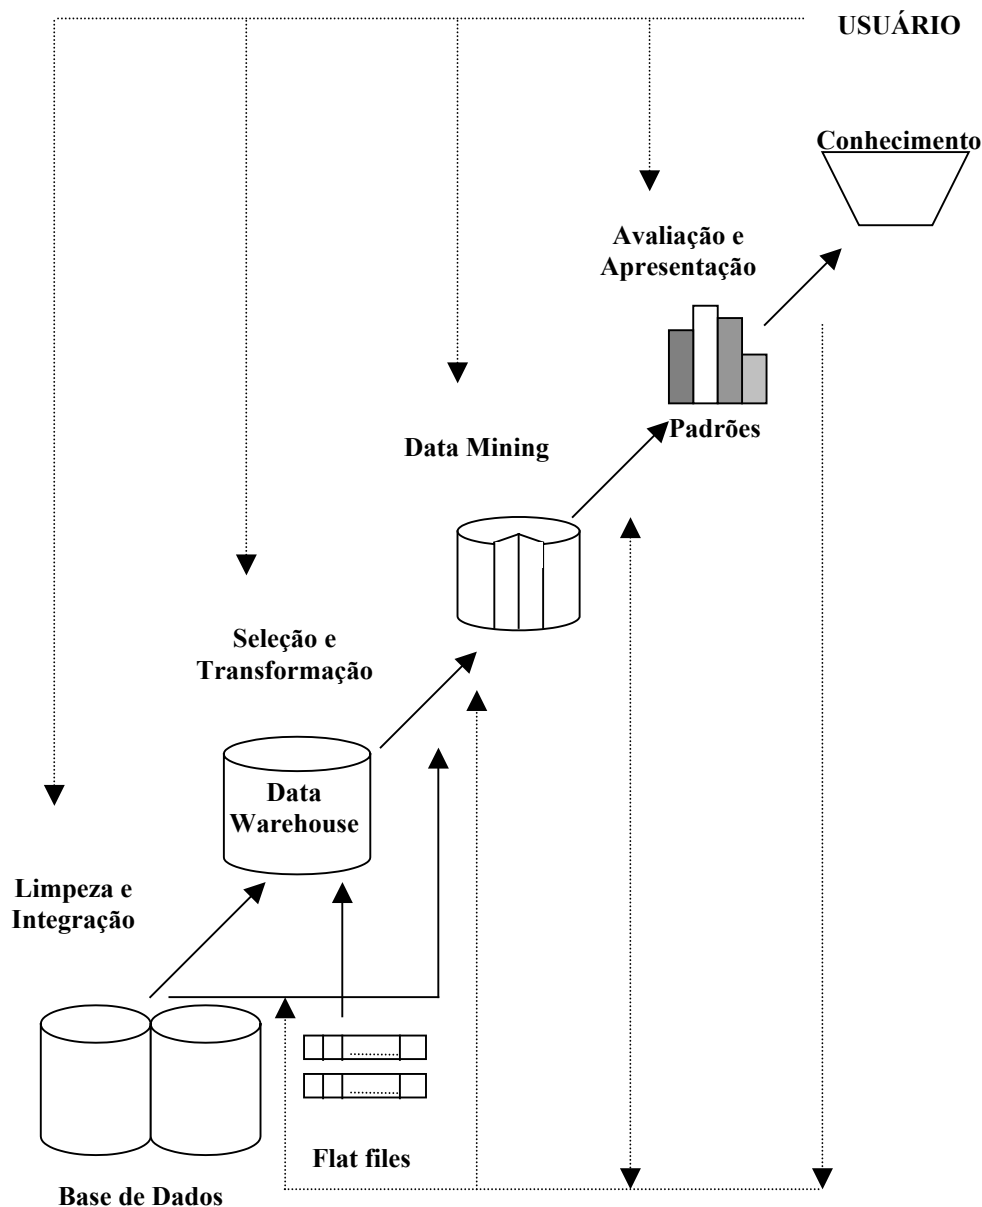 USUÁRIO
Conhecimento
Avaliação e
Apresentação
Padrões
Data Mining
Seleção e
Transformação
Data
Warehouse
Limpeza e
Integração
Flat files
Base de Dados